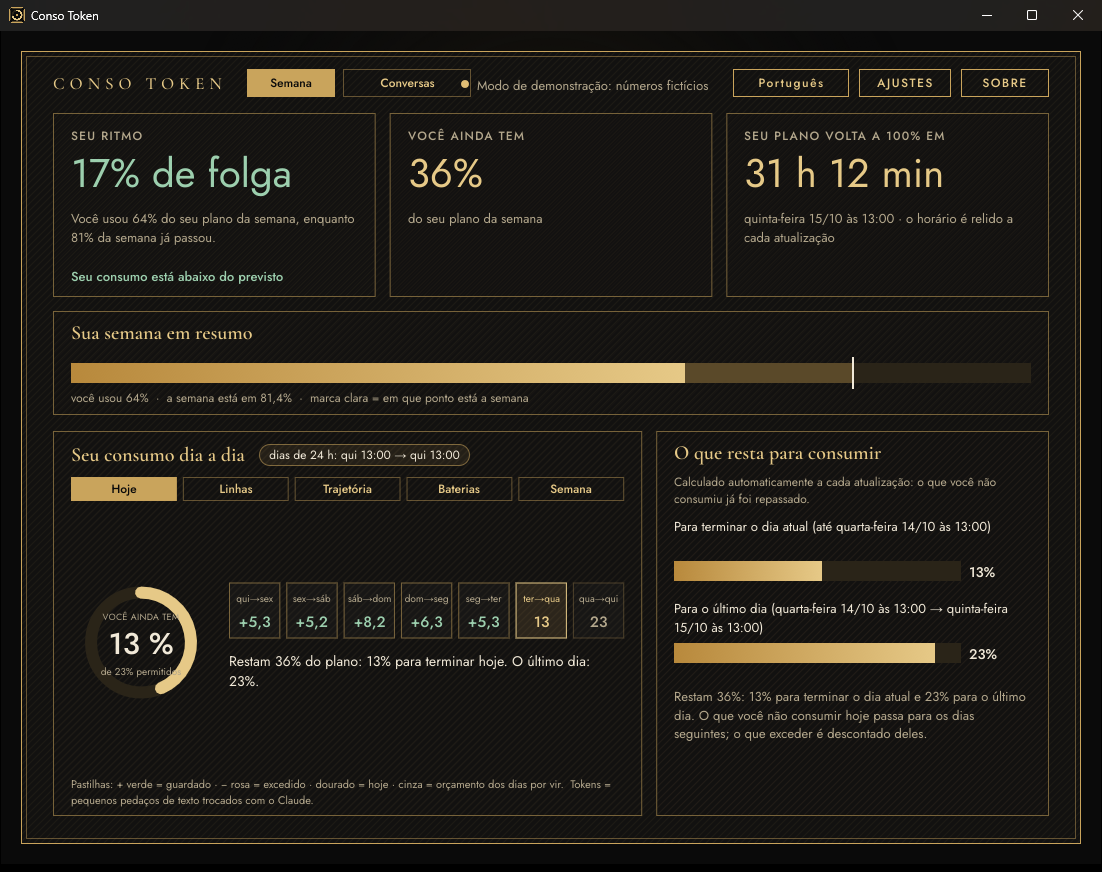 Conso Token
CONSO TOKEN
Semana
Conversas
Modo de demonstração: números fictícios
Português
AJUSTES
SOBRE
SEU RITMO
17% de folga
Você usou 64% do seu plano da semana, enquanto
81% da semana já passou.
Seu consumo está abaixo do previsto
VOCÊ AINDA TEM
36%
do seu plano da semana
SEU PLANO VOLTA A 100% EM
31 h 12 min
quinta-feira 15/10 às 13:00 · o horário é relido a
cada atualização
Sua semana em resumo
você usou 64% · a semana está em 81,4% · marca clara = em que ponto está a semana
Seu consumo dia a dia
dias de 24 h: qui 13:00 → qui 13:00
Hoje
Linhas
Trajetória
Baterias
Semana
VOCÊ AINDA TEM
13 %
de 23% permitidos
qui→sex
+5,3
sex→sáb
+5,2
sáb→dom
+8,2
dom→seg
+6,3
seg→ter
+5,3
ter→qua
13
qua→qui
23
Restam 36% do plano: 13% para terminar hoje. O último dia:
23%.
Pastilhas: + verde = guardado · − rosa = excedido · dourado = hoje · cinza = orçamento dos dias por vir. Tokens =
pequenos pedaços de texto trocados com o Claude.
O que resta para consumir
Calculado automaticamente a cada atualização: o que você não
consumiu já foi repassado.
Para terminar o dia atual (até quarta-feira 14/10 às 13:00)
13%
Para o último dia (quarta-feira 14/10 às 13:00 → quinta-feira
15/10 às 13:00)
23%
Restam 36%: 13% para terminar o dia atual e 23% para o último
dia. O que você não consumir hoje passa para os dias
seguintes; o que exceder é descontado deles.